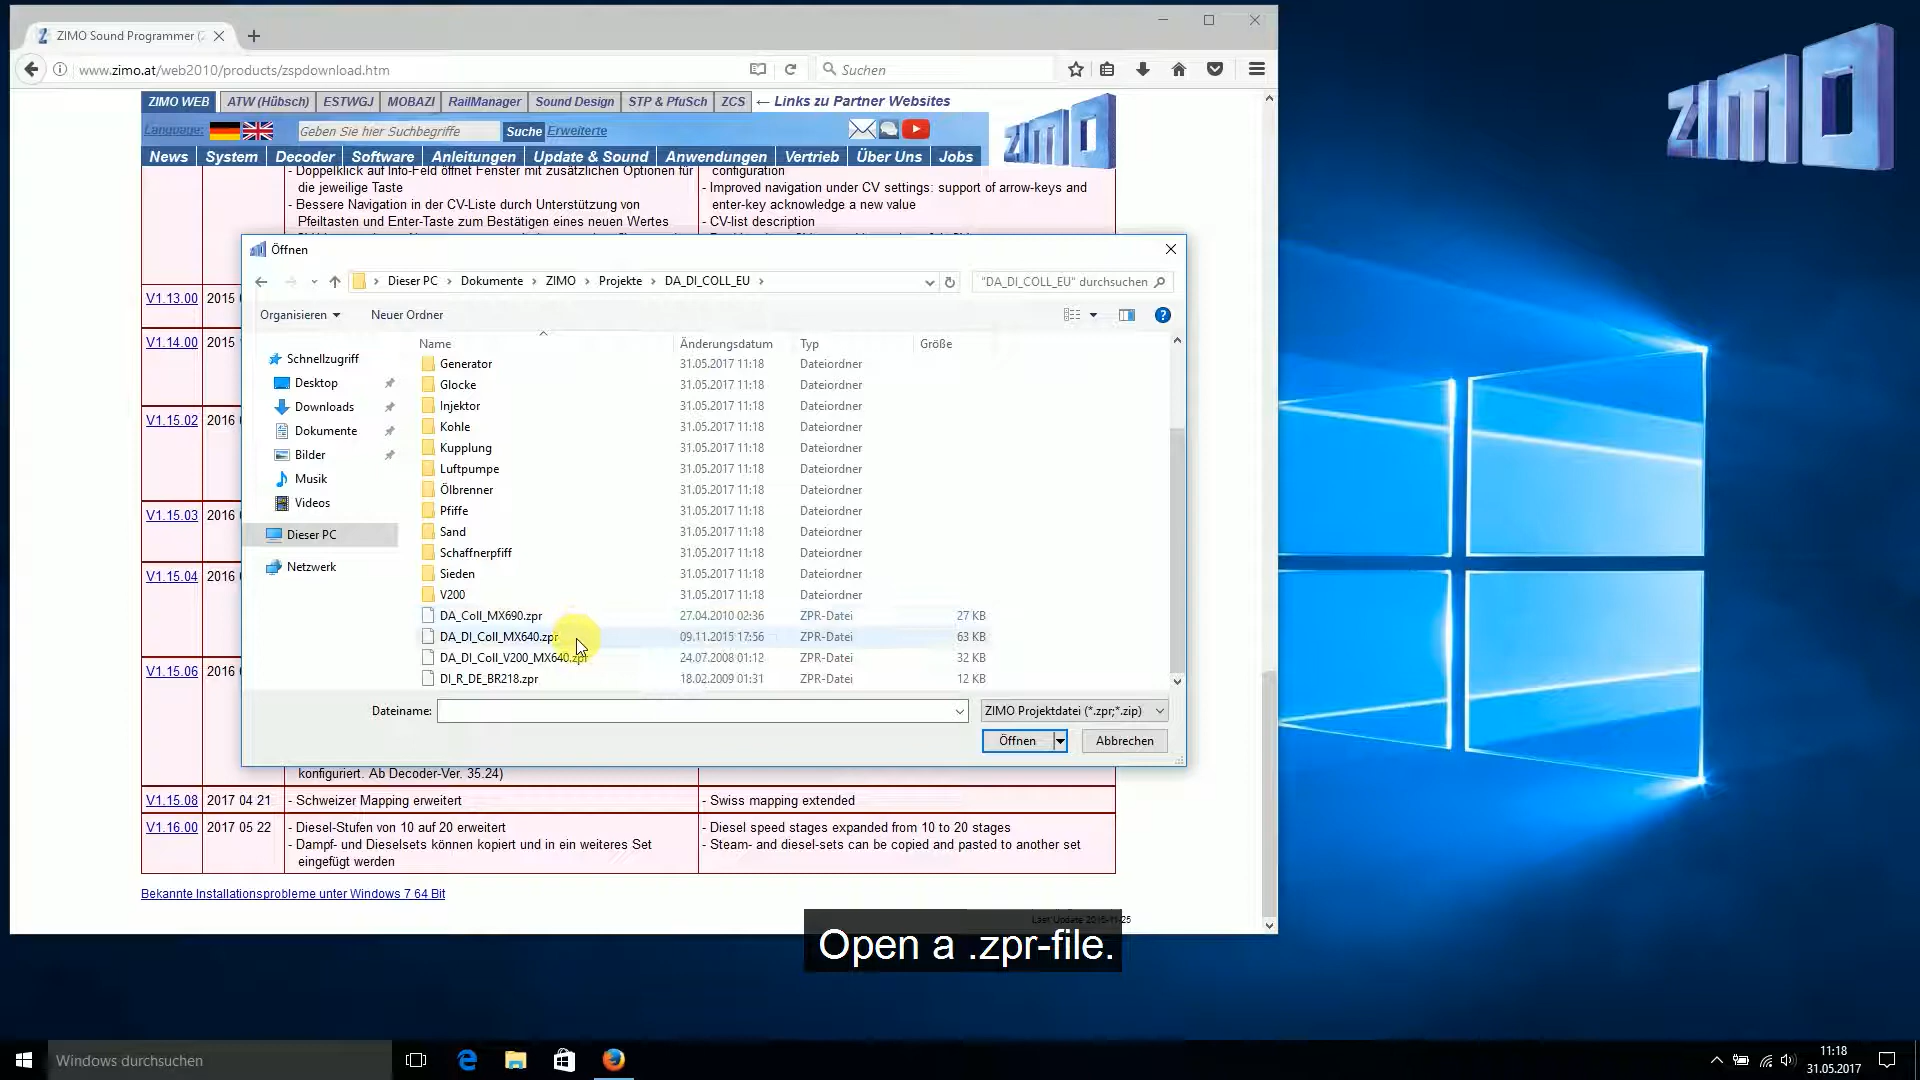 ZIMO Sound Programmer (Z
www.zimo.at/web2010/products/zspdownload.htm
Suchen
ZIMO
ZIMO WEB ATW (Hübsch) ESTWGJ MOBAZI RailManager Sound Design STP & PfuSch ZCS ← Links zu Partner Websites
Language: Geben Sie hier Suchbegriffe Suche Erweiterte
ZIMO
News System Decoder Software Anleitungen Update & Sound Anwendungen Vertrieb Über Uns Jobs
- Doppelklick auf Info-Feld öffnet Fenster mit zusätzlichen Optionen für configuration
die jeweilige Taste - Improved navigation under CV settings: support of arrow-keys and
- Bessere Navigation in der CV-Liste durch Unterstützung von enter-key acknowledge a new value
Pfeiltasten und Enter-Taste zum Bestätigen eines neuen Wertes - CV-list description
Öffnen
Dieser PC > Dokumente > ZIMO > Projekte > DA_DI_COLL_EU >
"DA_DI_COLL_EU" durchsuchen
Organisieren Neuer Ordner
Name Änderungsdatum Typ Größe
Schnellzugriff
Desktop
Downloads
Dokumente
Bilder
Musik
Videos
Dieser PC
Netzwerk
Generator 31.05.2017 11:18 Dateiordner
Glocke 31.05.2017 11:18 Dateiordner
Injektor 31.05.2017 11:18 Dateiordner
Kohle 31.05.2017 11:18 Dateiordner
Kupplung 31.05.2017 11:18 Dateiordner
Luftpumpe 31.05.2017 11:18 Dateiordner
Ölbrenner 31.05.2017 11:18 Dateiordner
Pfiffe 31.05.2017 11:18 Dateiordner
Sand 31.05.2017 11:18 Dateiordner
Schaffnerpfiff 31.05.2017 11:18 Dateiordner
Sieden 31.05.2017 11:18 Dateiordner
V200 31.05.2017 11:18 Dateiordner
DA_Coll_MX690.zpr 27.04.2010 02:36 ZPR-Datei 27 KB
DA_DI_Coll_MX640.zpr 09.11.2015 17:56 ZPR-Datei 63 KB
DA_DI_Coll_V200_MX640.zpr 24.07.2008 01:12 ZPR-Datei 32 KB
DI_R_DE_BR218.zpr 18.02.2009 01:31 ZPR-Datei 12 KB
Dateiname: ZIMO Projektdatei (*.zpr;*.zip)
Öffnen Abbrechen
V1.13.00 2015
V1.14.00 2015
V1.15.02 2016
V1.15.03 2016
V1.15.04 2016
V1.15.06 2016
konfiguriert. Ab Decoder-Ver. 35.24)
V1.15.08 2017 04 21 - Schweizer Mapping erweitert - Swiss mapping extended
V1.16.00 2017 05 22 - Diesel-Stufen von 10 auf 20 erweitert - Diesel speed stages expanded from 10 to 20 stages
- Dampf- und Dieselsets können kopiert und in ein weiteres Set - Steam- and diesel-sets can be copied and pasted to another set
eingefügt werden
Bekannte Installationsprobleme unter Windows 7 64 Bit
Open a .zpr-file.
Windows durchsuchen
11:18
31.05.2017